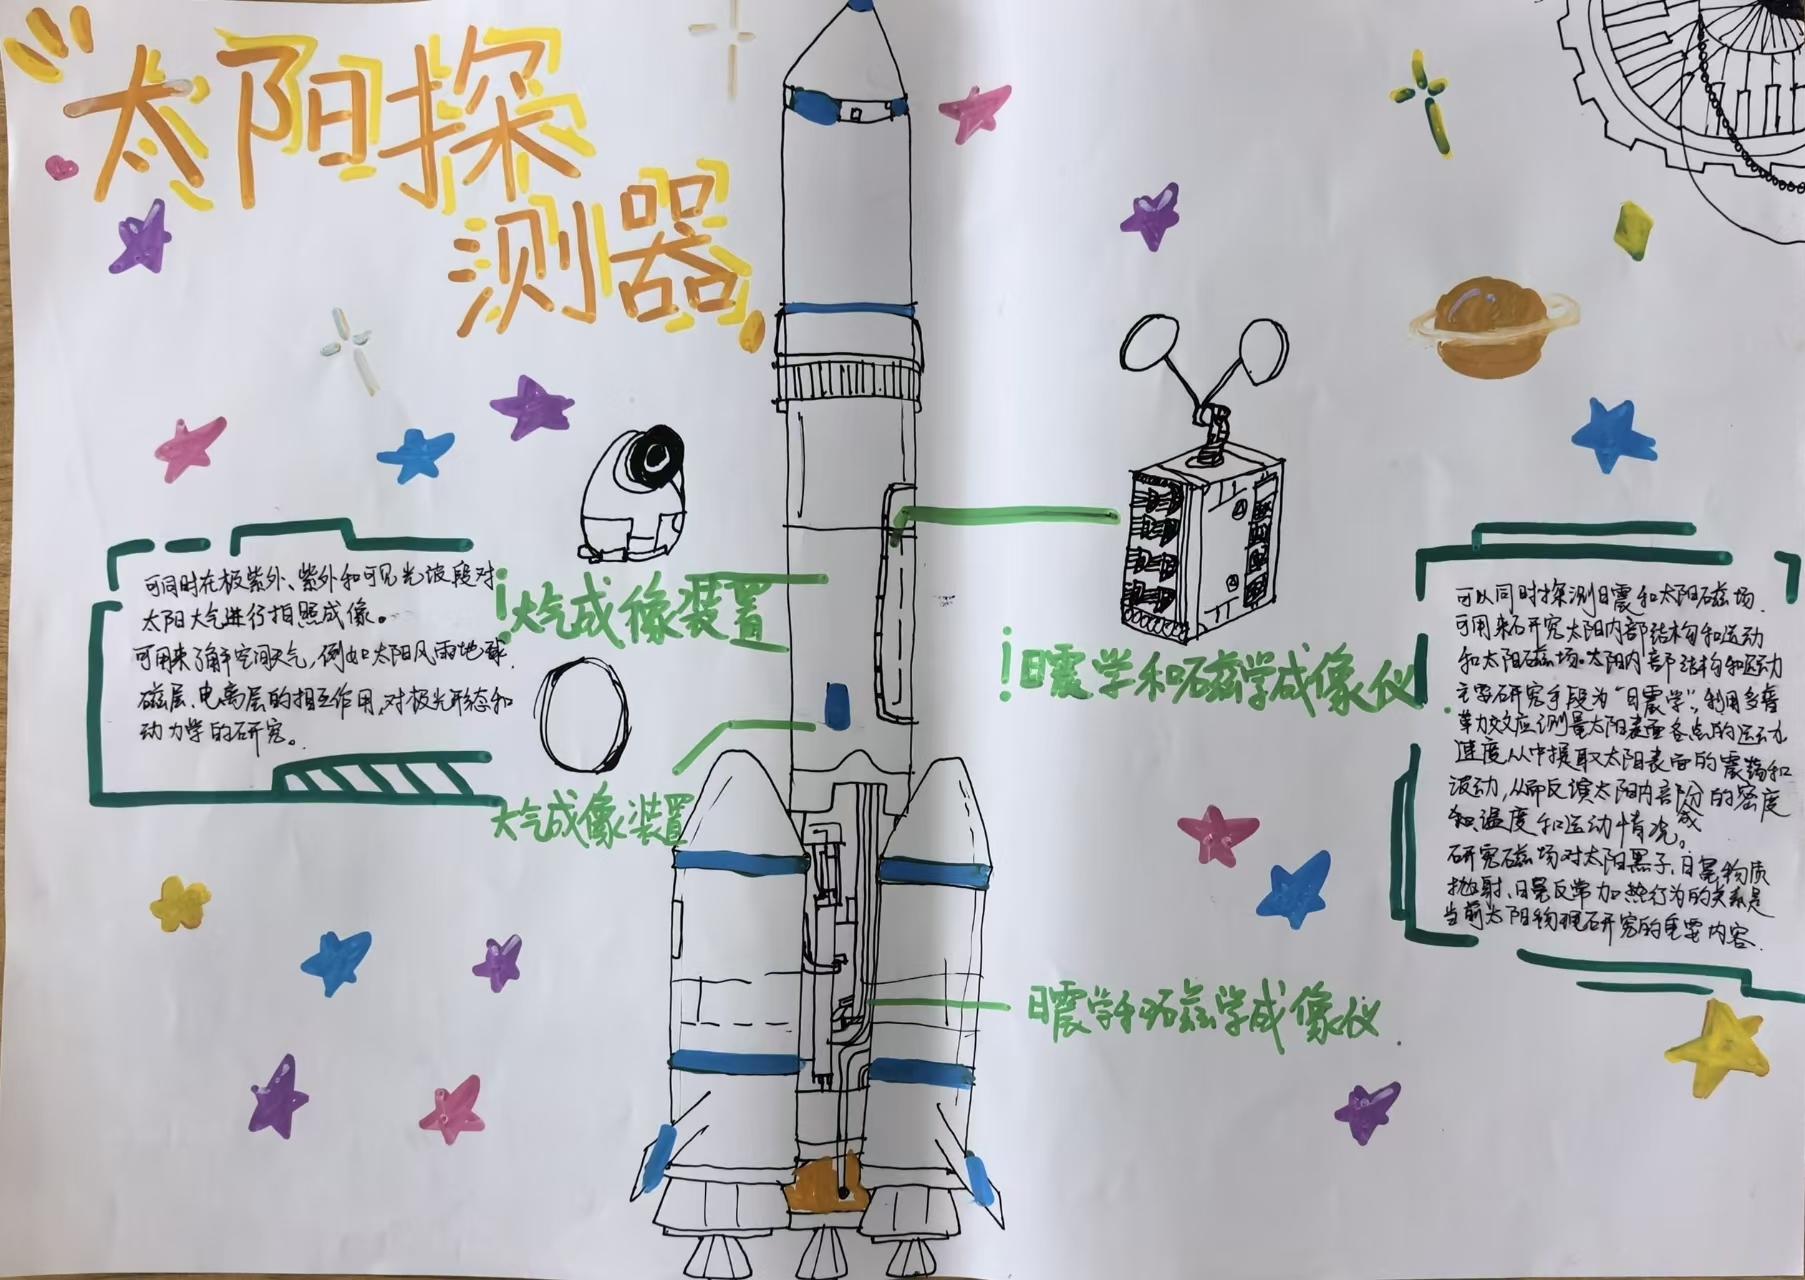 太阳探
测器
可同时在极紫外、紫外和可见光波段对
太阳大气进行拍照成像。
可用来了解空间天气,例如太阳风雨地球
磁层、电离层的相互作用,对极光形态和
动力学的研究。
大气成像装置
大气成像装置
日震学和磁学成像仪
日震学和磁学成像仪
可以同时探测日震和太阳磁场.
可用来研究太阳内部结构和运动
和太阳磁场。太阳内部结构和运动
主要研究手段为“日震学”,利用多普
勒效应测量太阳表面各点的运动
速度从中提取太阳表面的震荡和
波动,从而反演太阳内部分的密度
和温度和运动情况。
研究磁场对太阳黑子、日冕物质
抛射、日冕反常加热行为的关系是
当前太阳物理研究的重要内容.